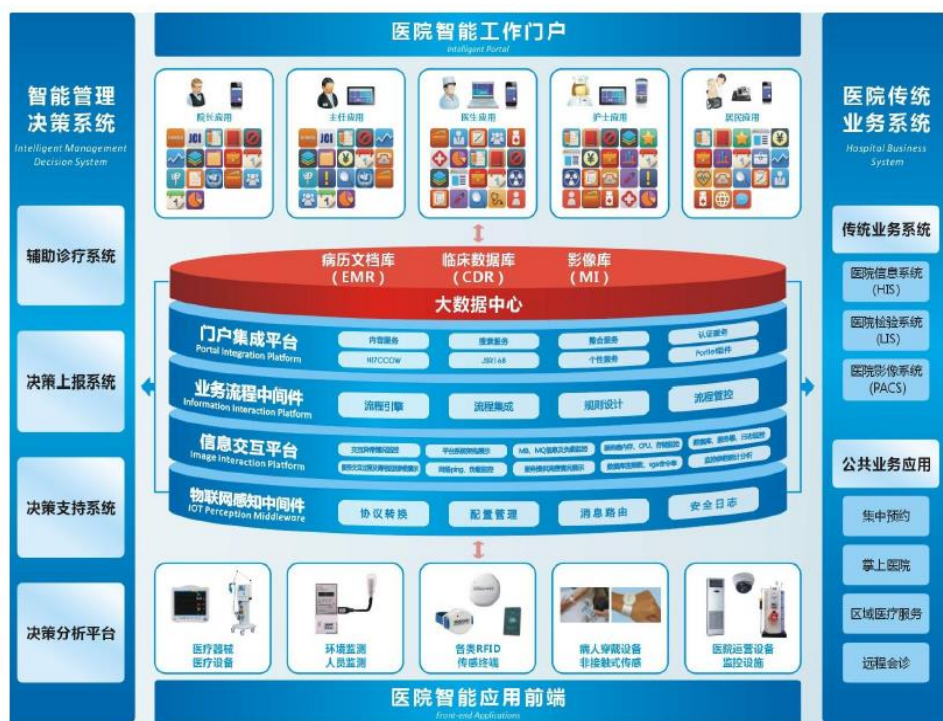 医院智能工作门户
Intelligent Portal
智能管理
决策系统
Intelligent Management
Decision System
辅助诊疗系统
决策上报系统
决策支持系统
决策分析平台
院长应用
主任应用
医生应用
护士应用
居民应用
病历文档库
(EMR)
临床数据库
(CDR)
影像库
(MI)
大数据中心
门户集成平台
Portal Integration Platform
内容服务
搜索服务
整合服务
认证服务
HI7CCOW
JSR168
个性服务
Portlet组件
业务流程中间件
Information Interaction Platform
流程引擎
流程集成
规则设计
流程管控
信息交互平台
Image Interaction Platform
物联网感知中间件
IOT Perception Middleware
协议转换
配置管理
消息路由
安全日志
医疗器械
医疗设备
环境监测
人员监测
各类RFID
传感终端
病人穿戴设备
非接触式传感
医院运营设备
监控设施
医院智能应用前端
Front-end Applications
医院传统
业务系统
Hospital Business
System
传统业务系统
医院信息系统
(HIS)
医院检验系统
(LIS)
医院影像系统
(PACS)
公共业务应用
集中预约
掌上医院
区域医疗服务
远程会诊